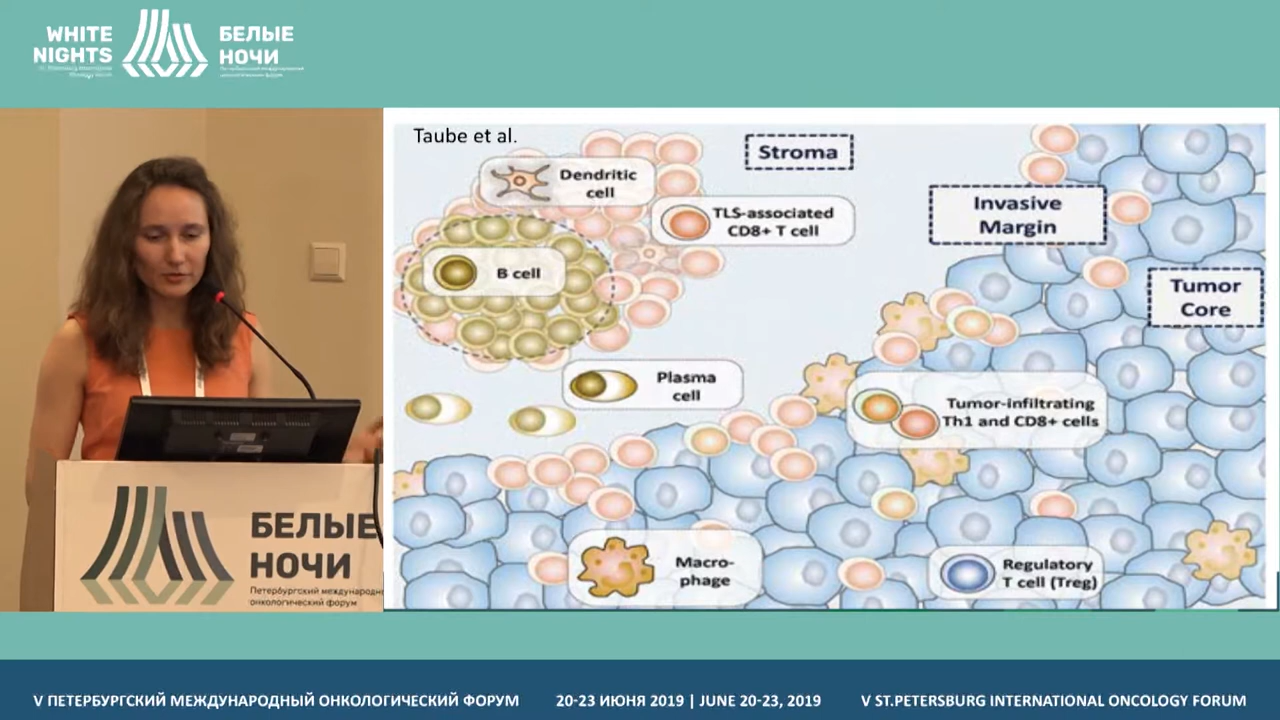 WHITE
NIGHTS
БЕЛЫЕ
НОЧИ
Taube et al.
Stroma
Dendritic
cell
Invasive
Margin
TLS-associated
CD8+ T cell
B cell
Tumor
Core
Plasma
cell
Tumor-infiltrating
Th1 and CD8+ cells
Macro-
phage
Regulatory
T cell (Treg)
БЕЛЫЕ
НОЧИ
Петербургский международн
онкологический форум
V ПЕТЕРБУРГСКИЙ МЕЖДУНАРОДНЫЙ ОНКОЛОГИЧЕСКИЙ ФОРУМ
20-23 ИЮНЯ 2019 | JUNE 20-23, 2019
V ST.PETERSBURG INTERNATIONAL ONCOLOGY FORUM